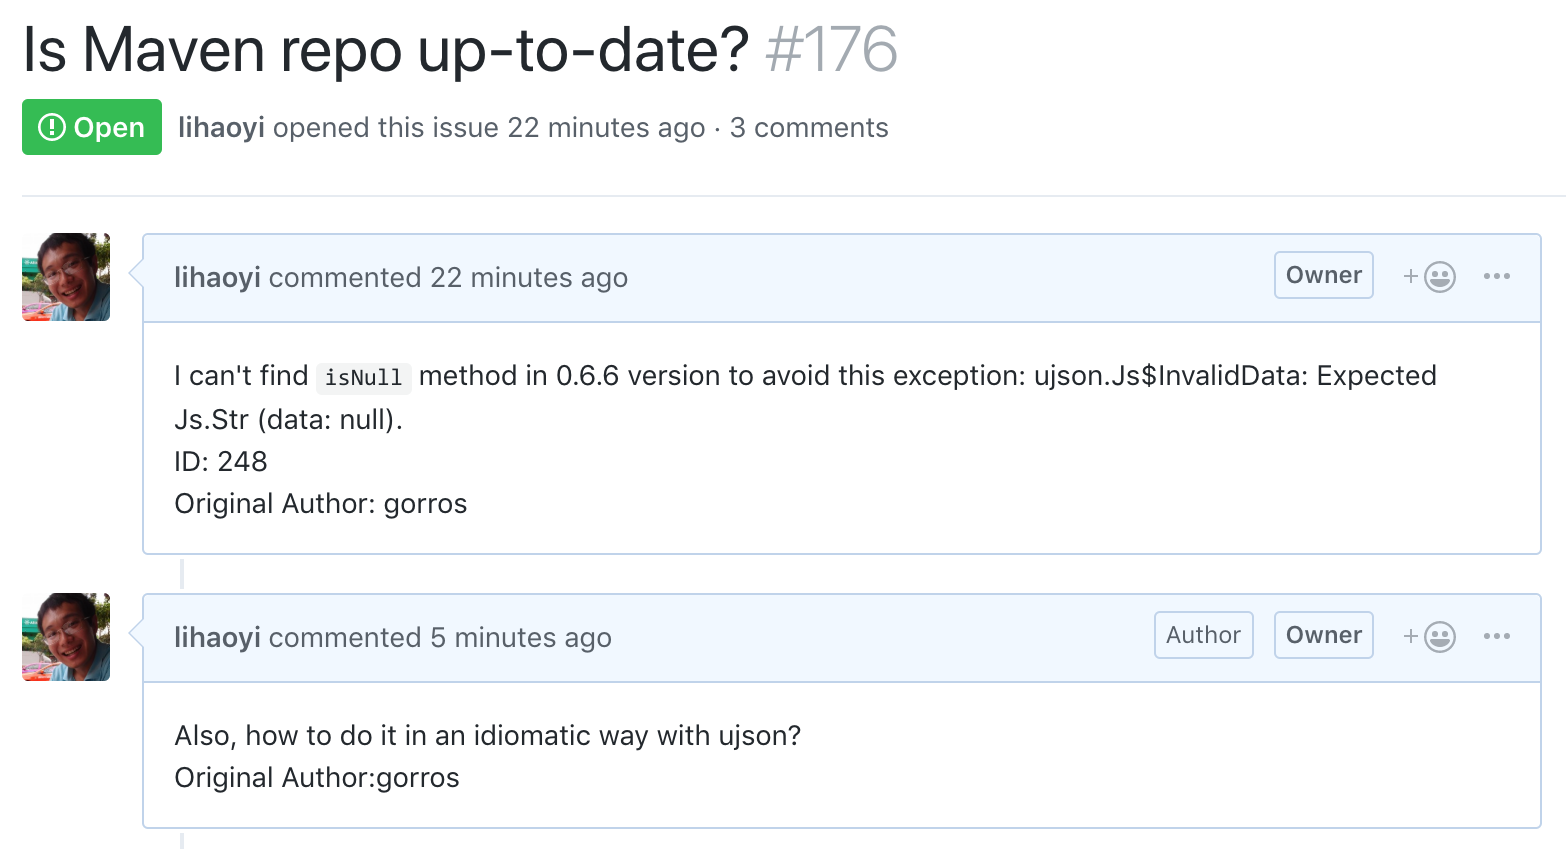 Is Maven repo up-to-date? #176
Open lihaoyi opened this issue 22 minutes ago · 3 comments
lihaoyi commented 22 minutes ago Owner
I can't find isNull method in 0.6.6 version to avoid this exception: ujson.Js$InvalidData: Expected
Js.Str (data: null).
ID: 248
Original Author: gorros
lihaoyi commented 5 minutes ago Author Owner
Also, how to do it in an idiomatic way with ujson?
Original Author:gorros